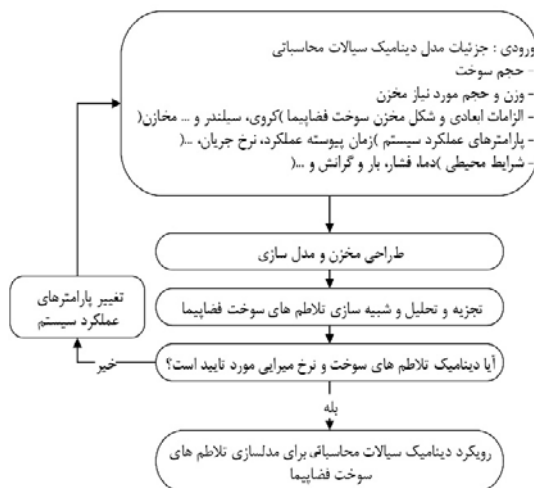 ورودی : جزئیات مدل دینامیک سیالات محاسباتی
- حجم سوخت
- وزن و حجم مورد نیاز مخزن
- الزامات ابعادی و شکل مخزن سوخت فضاپیما )کروی، سیلندر و ... مخازن(
- پارامترهای عملکرد سیستم )زمان پیوسته عملکرد، نرخ جریان، ...(
- شرایط محیطی )دما، فشار، بار و گرانش و ...(
طراحی مخزن و مدل سازی
تجزیه و تحلیل و شبیه سازی تلاطم های سوخت فضاپیما
آیا دینامیک تلاطم های سوخت و نرخ میرایی مورد تایید است؟
خیر
تغییر پارامترهای
عملکرد سیستم
بله
رویکرد دینامیک سیالات محاسباتی برای مدلسازی تلاطم های
سوخت فضاپیما